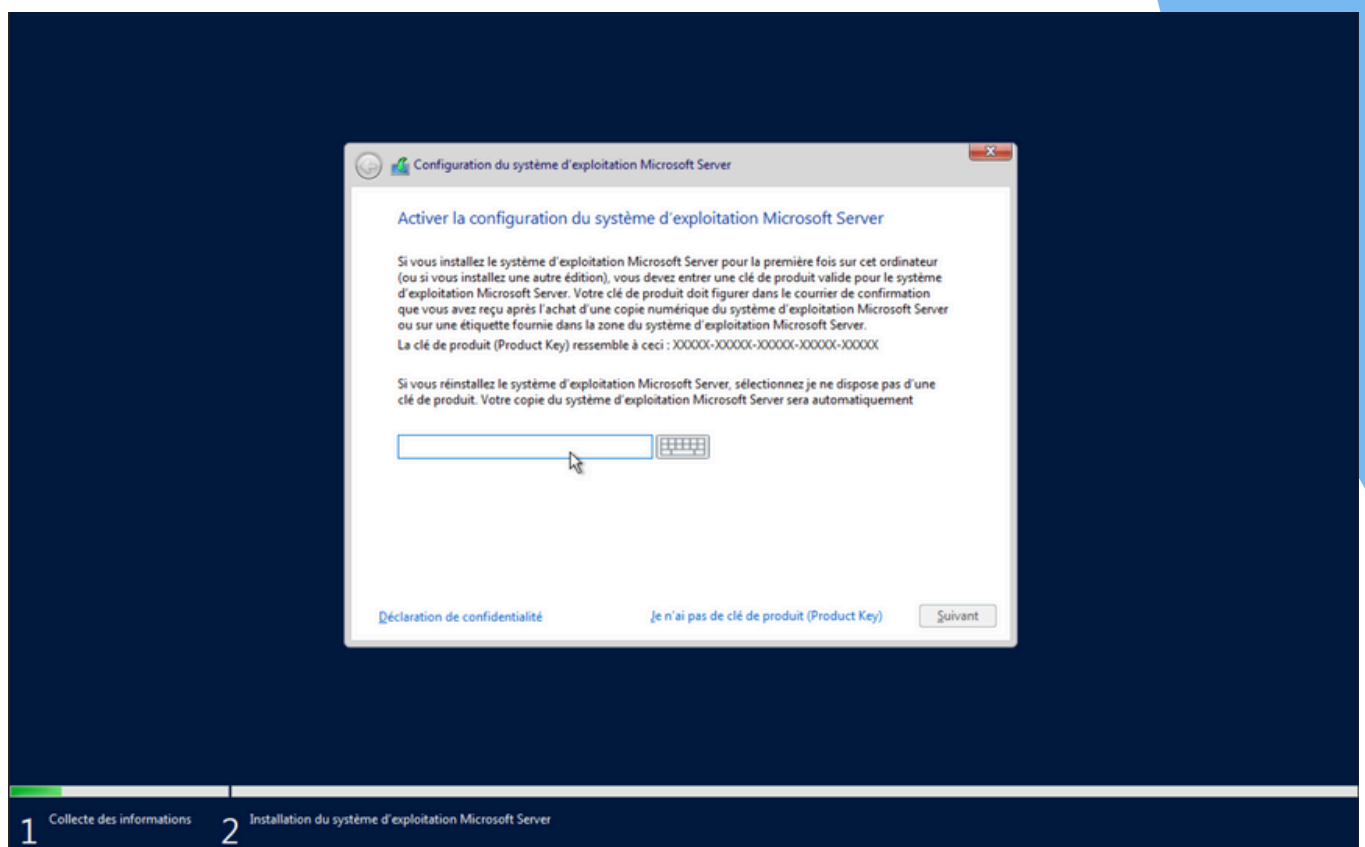 Configuration du système d'exploitation Microsoft Server
Activer la configuration du système d'exploitation Microsoft Server
Si vous installez le système d'exploitation Microsoft Server pour la première fois sur cet ordinateur
(ou si vous installez une autre édition), vous devez entrer une clé de produit valide pour le système
d'exploitation Microsoft Server. Votre clé de produit doit figurer dans le courrier de confirmation
que vous avez reçu après l'achat d'une copie numérique du système d'exploitation Microsoft Server
ou sur une étiquette fournie dans la zone du système d'exploitation Microsoft Server.
La clé de produit (Product Key) ressemble à ceci : XXXXX-XXXXX-XXXXX-XXXXX-XXXXX
Si vous réinstallez le système d'exploitation Microsoft Server, sélectionnez je ne dispose pas d'une
clé de produit. Votre copie du système d'exploitation Microsoft Server sera automatiquement
Déclaration de confidentialité
Je n'ai pas de clé de produit (Product Key)
Suivant
1 Collecte des informations
2 Installation du système d'exploitation Microsoft Server